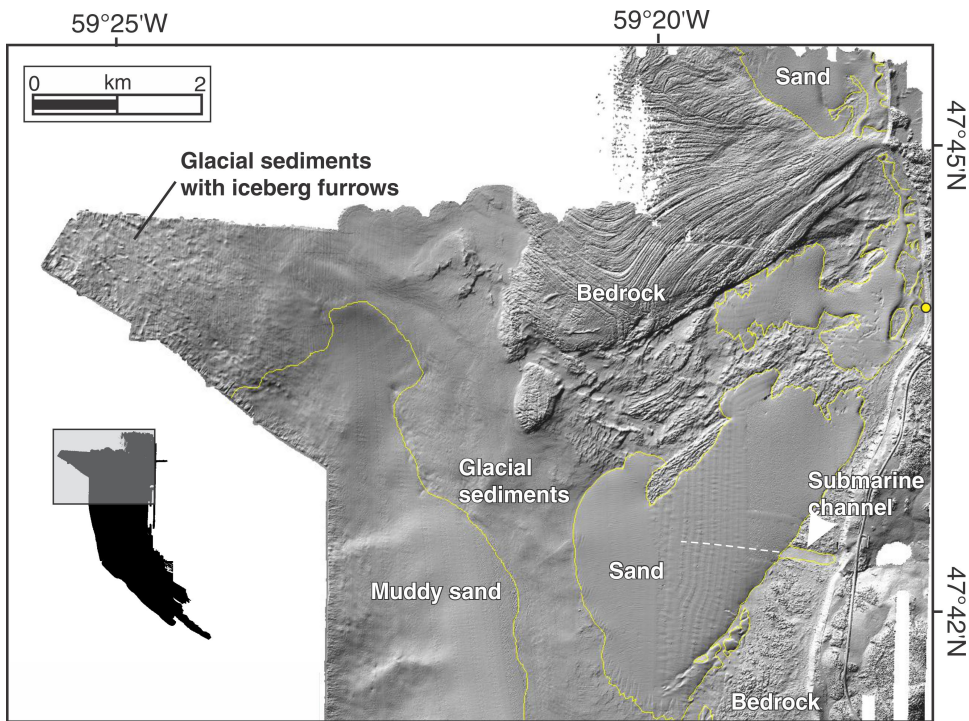 59°25'W
59°20'W
0 km 2
Sand
47°45'N
Glacial sediments
with iceberg furrows
Bedrock
Glacial
sediments
Submarine
channel
Sand
Muddy sand
47°42'N
Bedrock